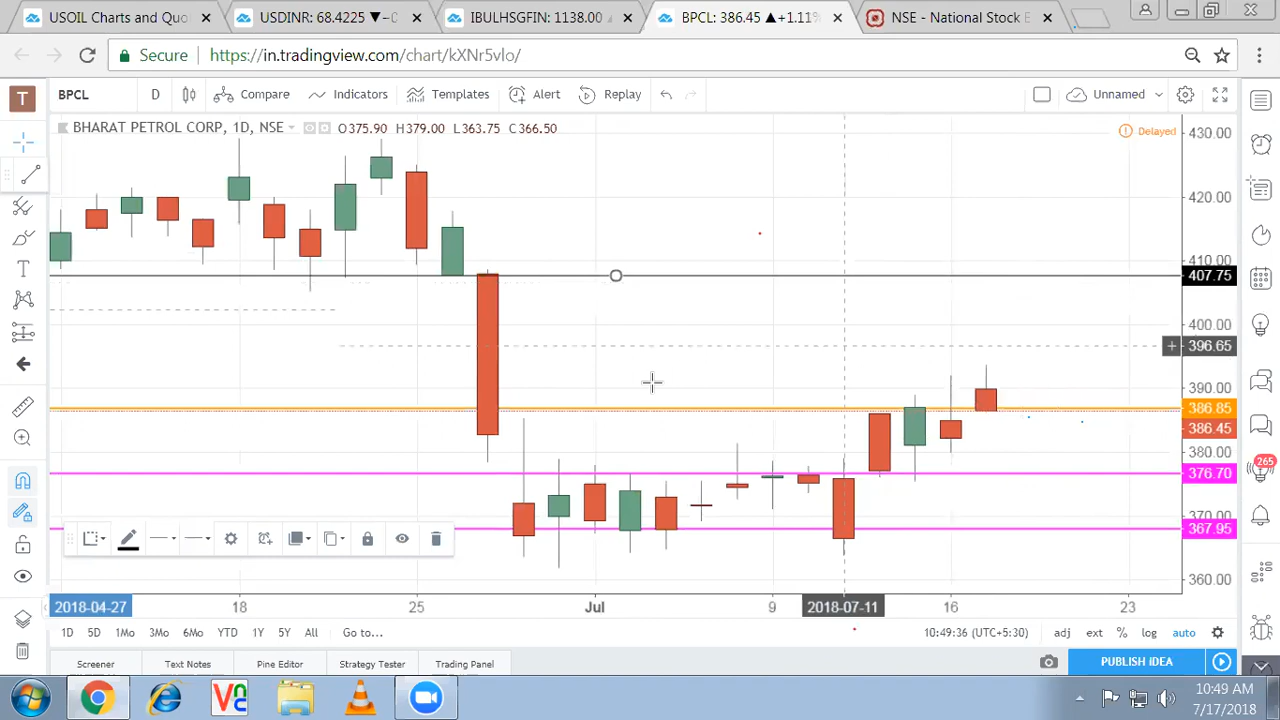 USOIL Charts and Quo
USDINR: 68.4225 ▼−
IBULHSGFIN: 1138.00
BPCL: 386.45 ▲+1.11%
NSE - National Stock E
Secure
https://in.tradingview.com/chart/kXNr5vlo/
T
BPCL
D
Compare
Indicators
Templates
Alert
Replay
Unnamed
BHARAT PETROL CORP, 1D, NSE
O375.90 H379.00 L363.75 C366.50
Delayed
430.00
420.00
410.00
407.75
400.00
396.65
390.00
386.85
386.45
380.00
376.70
370.00
367.95
360.00
265
2018-04-27
18
25
Jul
9
2018-07-11
16
23
1D 5D 1Mo 3Mo 6Mo YTD 1Y 5Y All Go to...
10:49:36 (UTC+5:30)
adj ext % log auto
Screener
Text Notes
Pine Editor
Strategy Tester
Trading Panel
PUBLISH IDEA
10:49 AM
7/17/2018